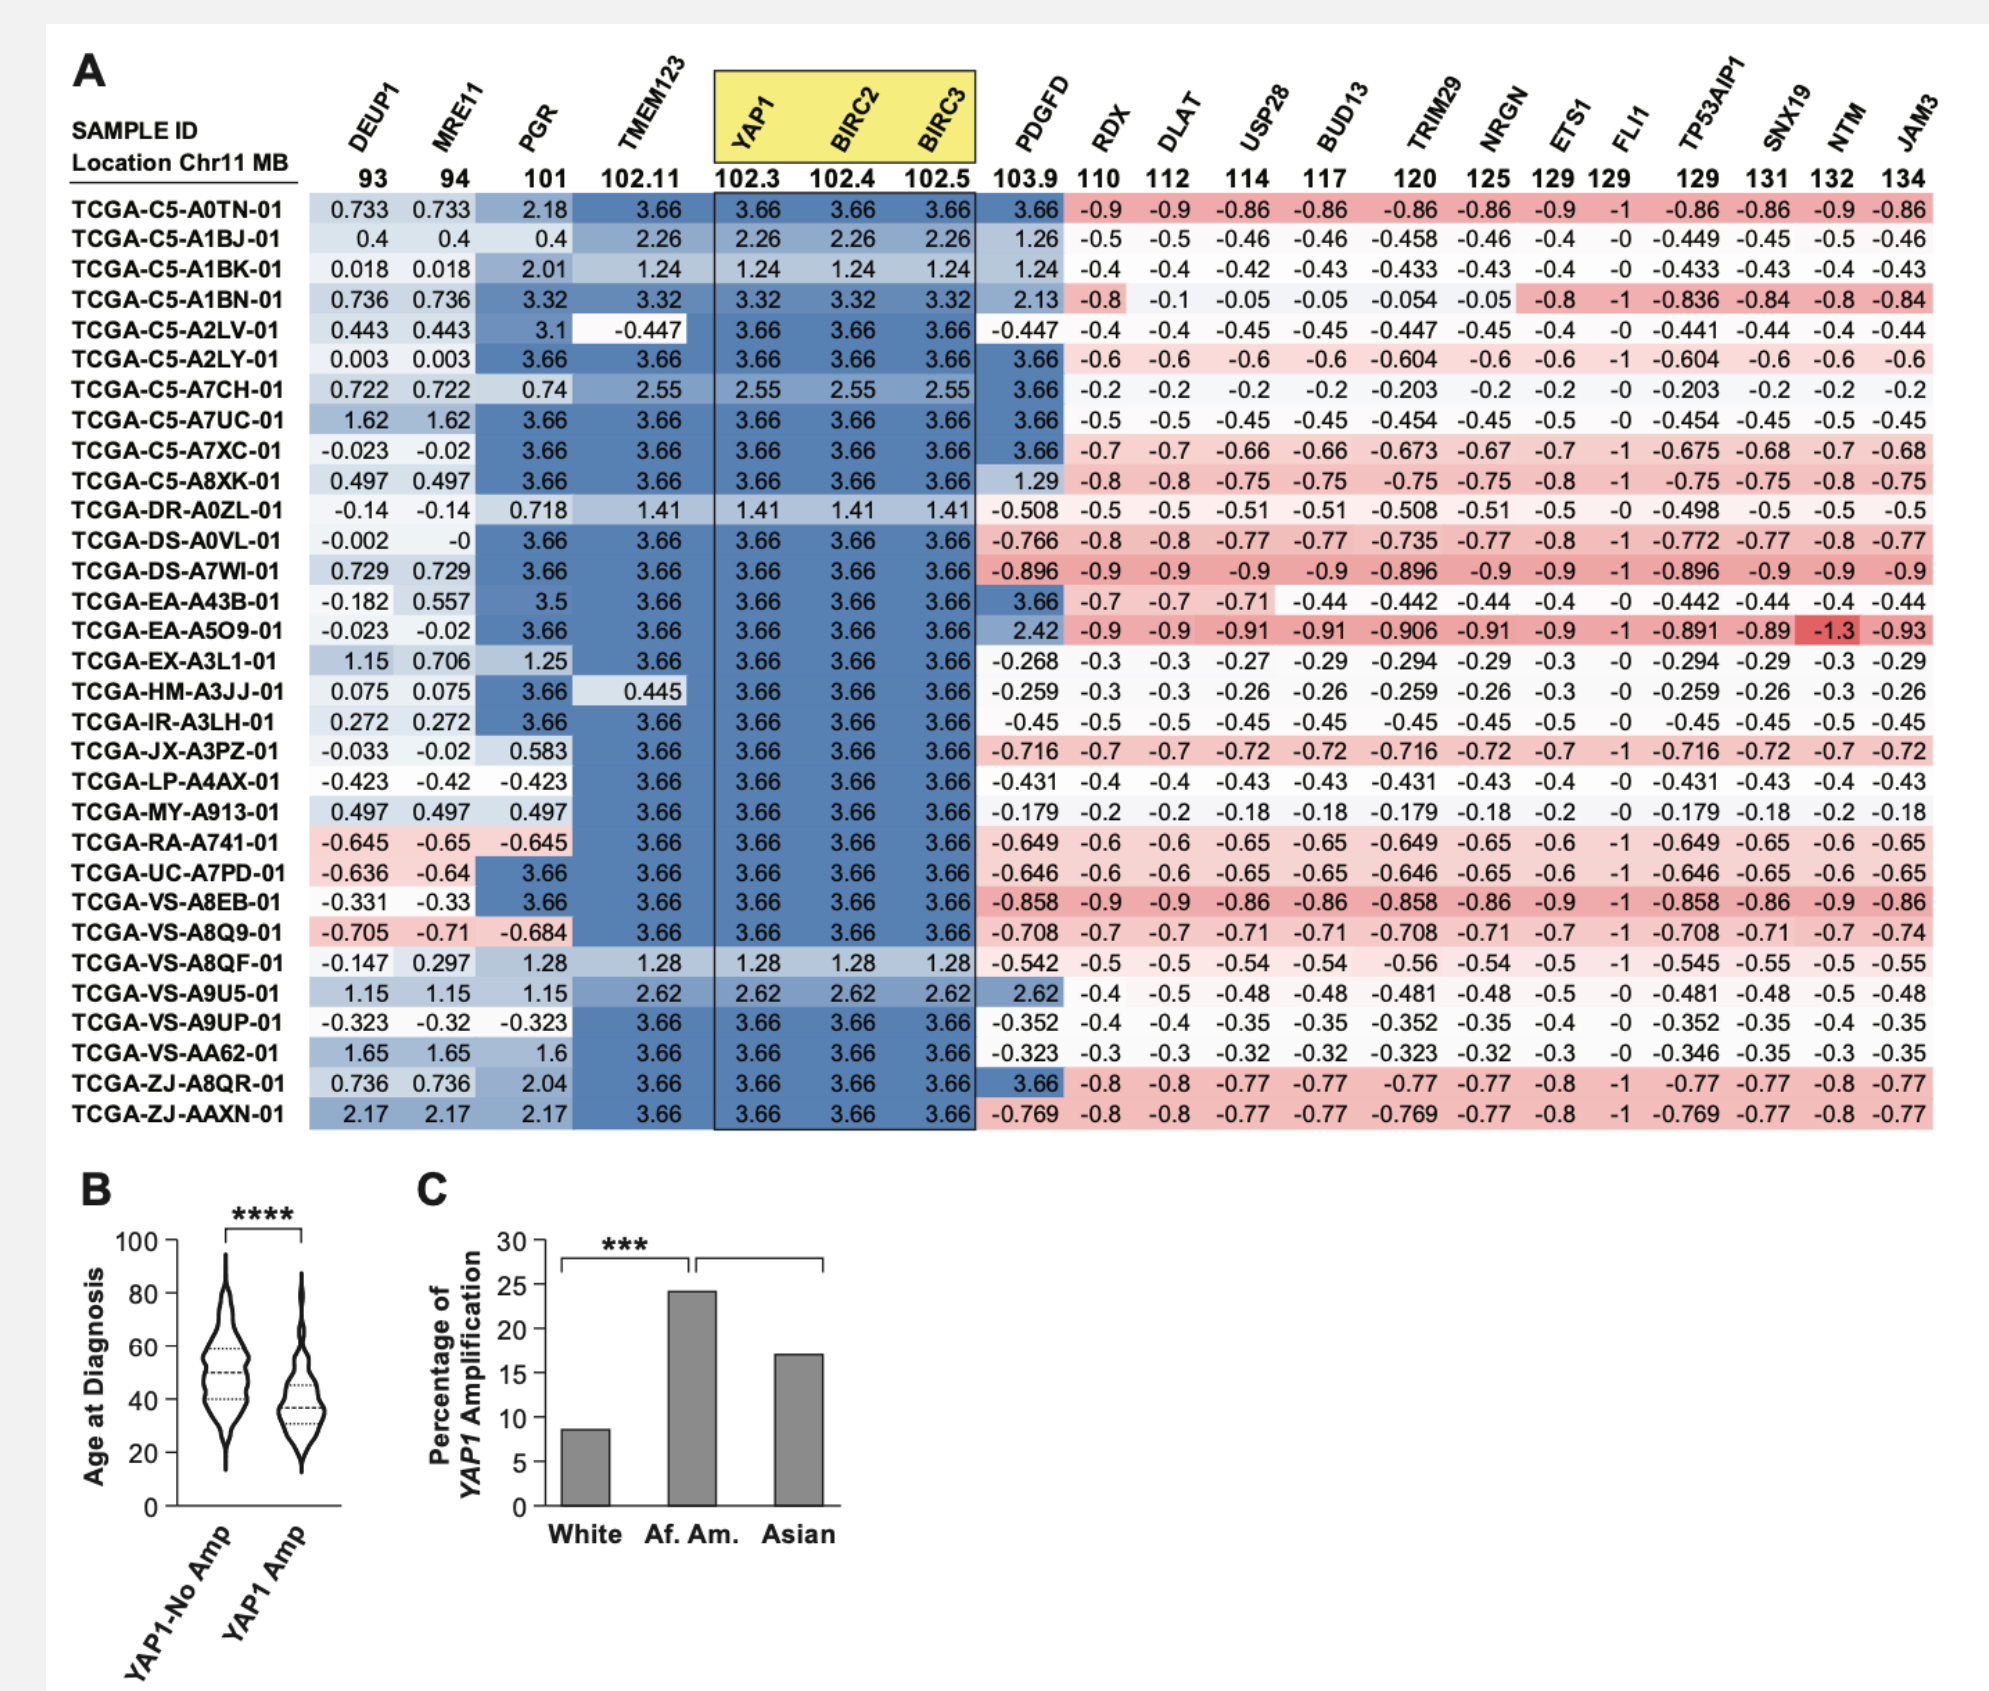 A
SAMPLE ID
Location Chr11 MB
DEUP1 MRE11 PGR TMEM123 YAP1 BIRC2 BIRC3 PDGFD RDX DLAT USP28 BUD13 TRIM29 NRGN ETS1 FLI1 TP53AIP1 SNX19 NTM JAM3
93 94 101 102.11 102.3 102.4 102.5 103.9 110 112 114 117 120 125 129 129 129 131 132 134
TCGA-C5-A0TN-01 0.733 0.733 2.18 3.66 3.66 3.66 3.66 3.66 -0.9 -0.9 -0.86 -0.86 -0.86 -0.86 -0.9 -1 -0.86 -0.86 -0.9 -0.86
TCGA-C5-A1BJ-01 0.4 0.4 0.4 2.26 2.26 2.26 2.26 1.26 -0.5 -0.5 -0.46 -0.46 -0.458 -0.46 -0.4 -0 -0.449 -0.45 -0.5 -0.46
TCGA-C5-A1BK-01 0.018 0.018 2.01 1.24 1.24 1.24 1.24 1.24 -0.4 -0.4 -0.42 -0.43 -0.433 -0.43 -0.4 -0 -0.433 -0.43 -0.4 -0.43
TCGA-C5-A1BN-01 0.736 0.736 3.32 3.32 3.32 3.32 3.32 2.13 -0.8 -0.1 -0.05 -0.05 -0.054 -0.05 -0.8 -1 -0.836 -0.84 -0.8 -0.84
TCGA-C5-A2LV-01 0.443 0.443 3.1 -0.447 3.66 3.66 3.66 -0.447 -0.4 -0.4 -0.45 -0.45 -0.447 -0.45 -0.4 -0 -0.441 -0.44 -0.4 -0.44
TCGA-C5-A2LY-01 0.003 0.003 3.66 3.66 3.66 3.66 3.66 3.66 -0.6 -0.6 -0.6 -0.6 -0.604 -0.6 -0.6 -1 -0.604 -0.6 -0.6 -0.6
TCGA-C5-A7CH-01 0.722 0.722 0.74 2.55 2.55 2.55 2.55 3.66 -0.2 -0.2 -0.2 -0.2 -0.203 -0.2 -0.2 -0 -0.203 -0.2 -0.2 -0.2
TCGA-C5-A7UC-01 1.62 1.62 3.66 3.66 3.66 3.66 3.66 3.66 -0.5 -0.5 -0.45 -0.45 -0.454 -0.45 -0.5 -0 -0.454 -0.45 -0.5 -0.45
TCGA-C5-A7XC-01 -0.023 -0.02 3.66 3.66 3.66 3.66 3.66 3.66 -0.7 -0.7 -0.66 -0.66 -0.673 -0.67 -0.7 -1 -0.675 -0.68 -0.7 -0.68
TCGA-C5-A8XK-01 0.497 0.497 3.66 3.66 3.66 3.66 3.66 1.29 -0.8 -0.8 -0.75 -0.75 -0.75 -0.75 -0.8 -1 -0.75 -0.75 -0.8 -0.75
TCGA-DR-A0ZL-01 -0.14 -0.14 0.718 1.41 1.41 1.41 1.41 -0.508 -0.5 -0.5 -0.51 -0.51 -0.508 -0.51 -0.5 -0 -0.498 -0.5 -0.5 -0.5
TCGA-DS-A0VL-01 -0.002 -0 3.66 3.66 3.66 3.66 3.66 -0.766 -0.8 -0.8 -0.77 -0.77 -0.735 -0.77 -0.8 -1 -0.772 -0.77 -0.8 -0.77
TCGA-DS-A7WI-01 0.729 0.729 3.66 3.66 3.66 3.66 3.66 -0.896 -0.9 -0.9 -0.9 -0.9 -0.896 -0.9 -0.9 -1 -0.896 -0.9 -0.9 -0.9
TCGA-EA-A43B-01 -0.182 0.557 3.5 3.66 3.66 3.66 3.66 3.66 -0.7 -0.7 -0.71 -0.44 -0.442 -0.44 -0.4 -0 -0.442 -0.44 -0.4 -0.44
TCGA-EA-A5O9-01 -0.023 -0.02 3.66 3.66 3.66 3.66 3.66 2.42 -0.9 -0.9 -0.91 -0.91 -0.906 -0.91 -0.9 -1 -0.891 -0.89 -1.3 -0.93
TCGA-EX-A3L1-01 1.15 0.706 1.25 3.66 3.66 3.66 3.66 -0.268 -0.3 -0.3 -0.27 -0.29 -0.294 -0.29 -0.3 -0 -0.294 -0.29 -0.3 -0.29
TCGA-HM-A3JJ-01 0.075 0.075 3.66 0.445 3.66 3.66 3.66 -0.259 -0.3 -0.3 -0.26 -0.26 -0.259 -0.26 -0.3 -0 -0.259 -0.26 -0.3 -0.26
TCGA-IR-A3LH-01 0.272 0.272 3.66 3.66 3.66 3.66 3.66 -0.45 -0.5 -0.5 -0.45 -0.45 -0.45 -0.45 -0.5 -0 -0.45 -0.45 -0.5 -0.45
TCGA-JX-A3PZ-01 -0.033 -0.02 0.583 3.66 3.66 3.66 3.66 -0.716 -0.7 -0.7 -0.72 -0.72 -0.716 -0.72 -0.7 -1 -0.716 -0.72 -0.7 -0.72
TCGA-LP-A4AX-01 -0.423 -0.42 -0.423 3.66 3.66 3.66 3.66 -0.431 -0.4 -0.4 -0.43 -0.43 -0.431 -0.43 -0.4 -0 -0.431 -0.43 -0.4 -0.43
TCGA-MY-A913-01 0.497 0.497 0.497 3.66 3.66 3.66 3.66 -0.179 -0.2 -0.2 -0.18 -0.18 -0.179 -0.18 -0.2 -0 -0.179 -0.18 -0.2 -0.18
TCGA-RA-A741-01 -0.645 -0.65 -0.645 3.66 3.66 3.66 3.66 -0.649 -0.6 -0.6 -0.65 -0.65 -0.649 -0.65 -0.6 -1 -0.649 -0.65 -0.6 -0.65
TCGA-UC-A7PD-01 -0.636 -0.64 3.66 3.66 3.66 3.66 3.66 -0.646 -0.6 -0.6 -0.65 -0.65 -0.646 -0.65 -0.6 -1 -0.646 -0.65 -0.6 -0.65
TCGA-VS-A8EB-01 -0.331 -0.33 3.66 3.66 3.66 3.66 3.66 -0.858 -0.9 -0.9 -0.86 -0.86 -0.858 -0.86 -0.9 -1 -0.858 -0.86 -0.9 -0.86
TCGA-VS-A8Q9-01 -0.705 -0.71 -0.684 3.66 3.66 3.66 3.66 -0.708 -0.7 -0.7 -0.71 -0.71 -0.708 -0.71 -0.7 -1 -0.708 -0.71 -0.7 -0.74
TCGA-VS-A8QF-01 -0.147 0.297 1.28 1.28 1.28 1.28 1.28 -0.542 -0.5 -0.5 -0.54 -0.54 -0.56 -0.54 -0.5 -1 -0.545 -0.55 -0.5 -0.55
TCGA-VS-A9U5-01 1.15 1.15 1.15 2.62 2.62 2.62 2.62 2.62 -0.4 -0.5 -0.48 -0.48 -0.481 -0.48 -0.5 -0 -0.481 -0.48 -0.5 -0.48
TCGA-VS-A9UP-01 -0.323 -0.32 -0.323 3.66 3.66 3.66 3.66 -0.352 -0.4 -0.4 -0.35 -0.35 -0.352 -0.35 -0.4 -0 -0.352 -0.35 -0.4 -0.35
TCGA-VS-AA62-01 1.65 1.65 1.6 3.66 3.66 3.66 3.66 -0.323 -0.3 -0.3 -0.32 -0.32 -0.323 -0.32 -0.3 -0 -0.346 -0.35 -0.3 -0.35
TCGA-ZJ-A8QR-01 0.736 0.736 2.04 3.66 3.66 3.66 3.66 3.66 -0.8 -0.8 -0.77 -0.77 -0.77 -0.77 -0.8 -1 -0.77 -0.77 -0.8 -0.77
TCGA-ZJ-AAXN-01 2.17 2.17 2.17 3.66 3.66 3.66 3.66 -0.769 -0.8 -0.8 -0.77 -0.77 -0.769 -0.77 -0.8 -1 -0.769 -0.77 -0.8 -0.77
B
****
Age at Diagnosis
100
80
60
40
20
0
YAP1-No Amp
YAP1 Amp
C
***
Percentage of
YAP1 Amplification
30
25
20
15
10
5
0
White Af. Am. Asian